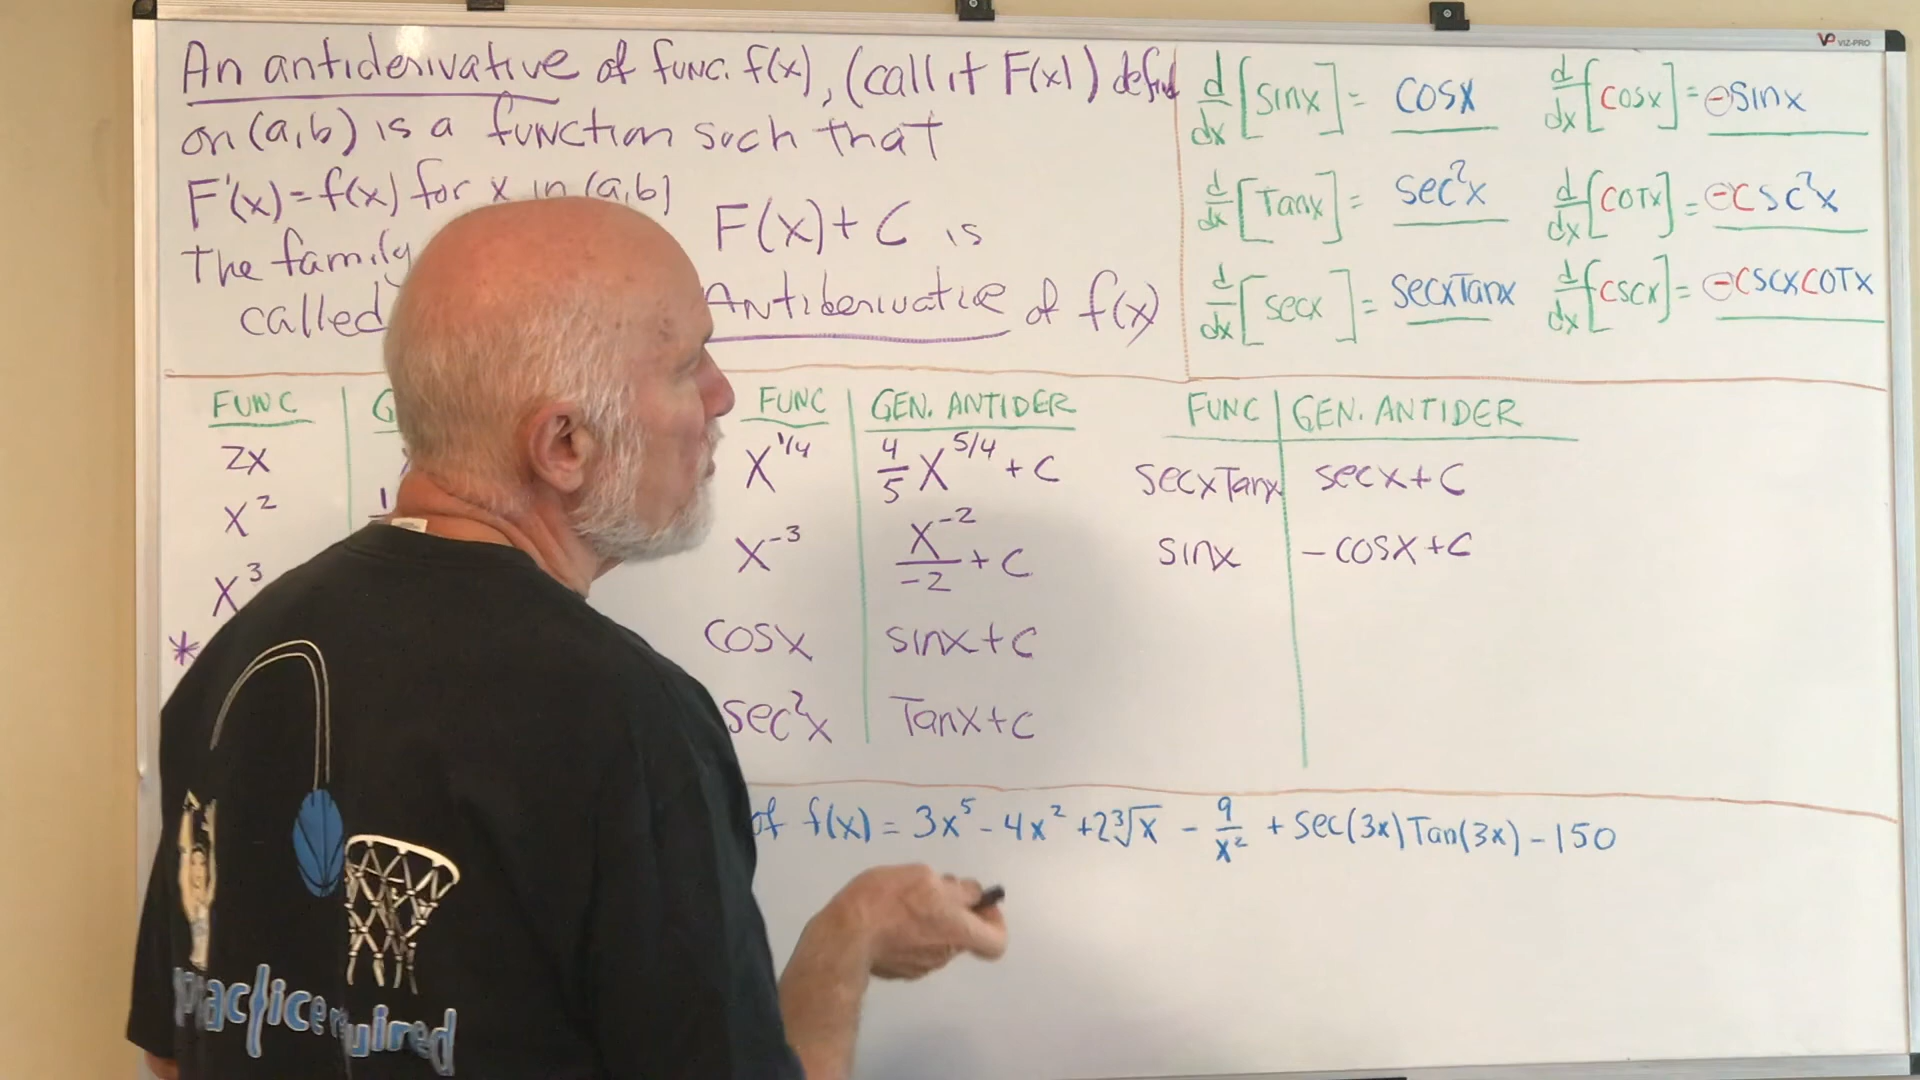 An antiderivative of func. f(x), (call it F(x)) defind
on (a,b) is a function such that
F'(x) = f(x) for x in (a,b)
The family F(x) + C is
called Antiderivative of f(x)
d/dx [sinx] = cosx
d/dx [cosx] = -sinx
d/dx [Tanx] = sec²x
d/dx [cotx] = -csc²x
d/dx [secx] = secxTanx
d/dx [cscx] = -cscxcotx
FUNC
2x
x²
x³
*
FUNC | GEN. ANTIDER
x^1/4 | 4/5 x^5/4 + C
x^-3 | x^-2/-2 + C
cosx | sinx + C
sec²x | Tanx + C
FUNC | GEN. ANTIDER
secxTanx | secx + C
sinx | - cosx + C
of f(x) = 3x⁵ - 4x² + 2∛x - 9/x² + sec(3x)Tan(3x) - 150
VP VIZ-PRO
practice required